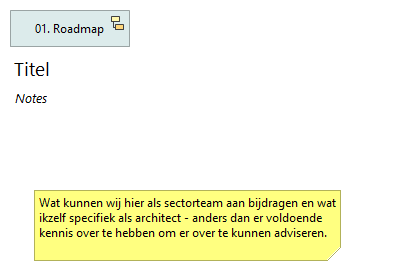 01. Roadmap
Titel
Notes
Wat kunnen wij hier als sectorteam aan bijdragen en wat
ikzelf specifiek als architect - anders dan er voldoende
kennis over te hebben om er over te kunnen adviseren.